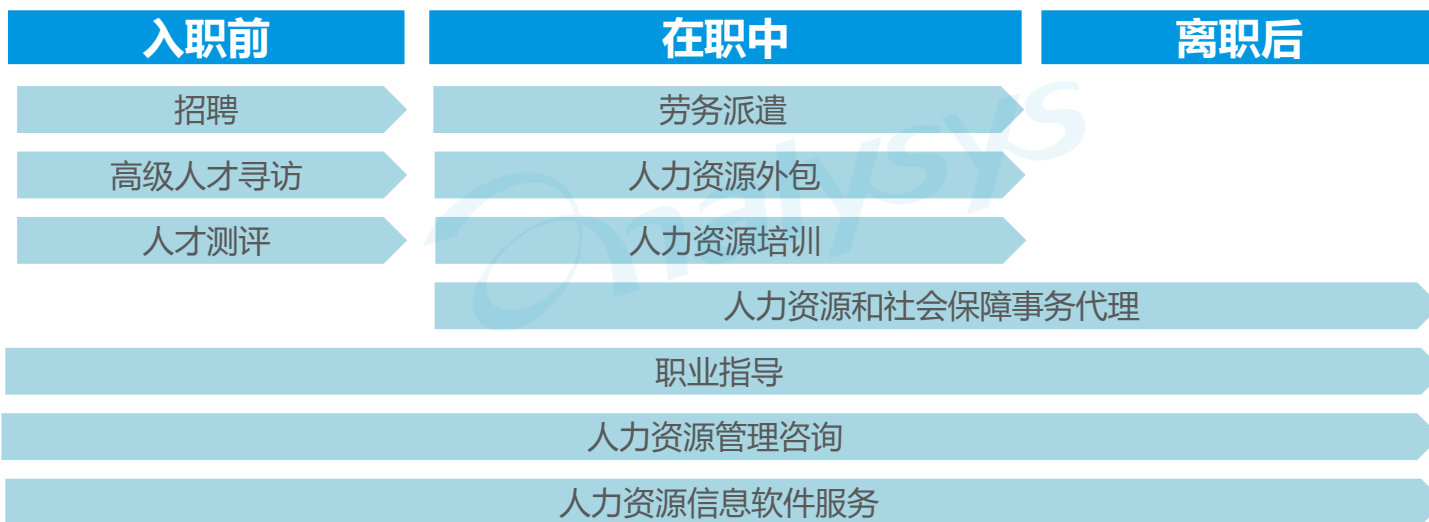 入职前 在职中 离职后
招聘 劳务派遣
高级人才寻访 人力资源外包
人才测评 人力资源培训
人力资源和社会保障事务代理
职业指导
人力资源管理咨询
人力资源信息软件服务
analysys